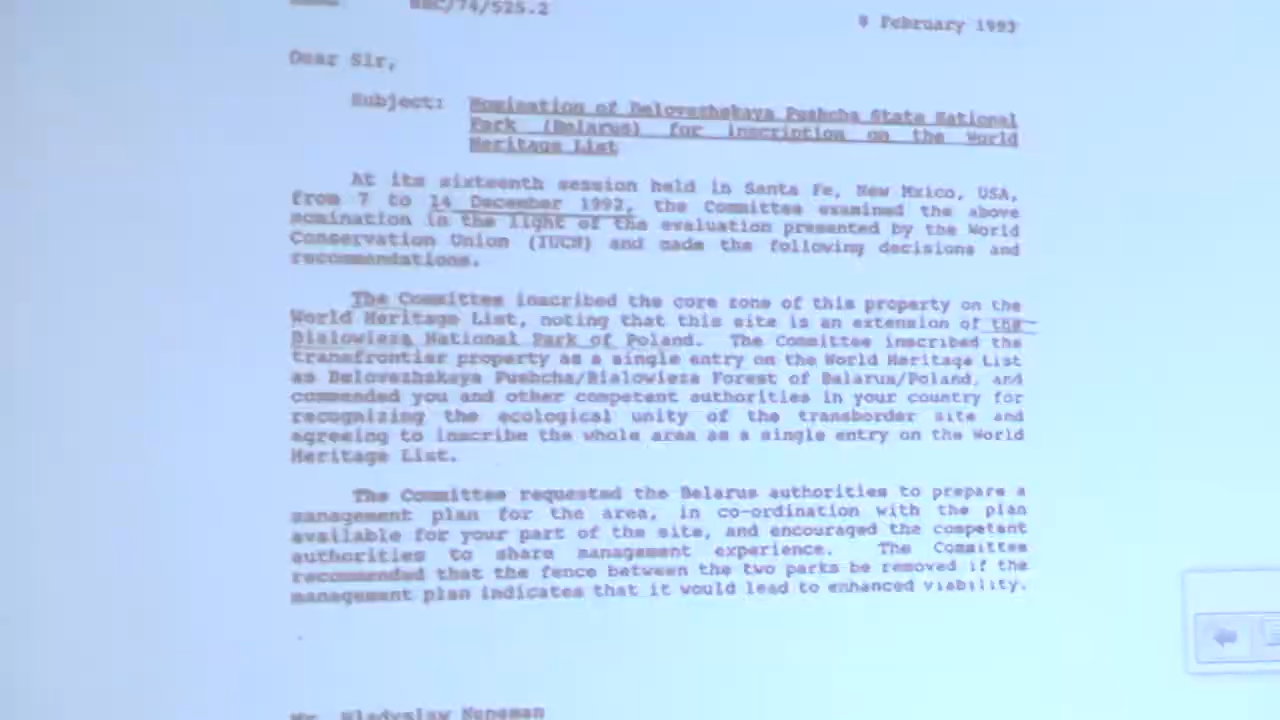 /74/525.2
February 1993
Dear Sir,
Subject: Nomination of Belovezhskaya Pushcha State National
Park (Belarus) for inscription on the World
Heritage List
At its sixteenth session held in Santa Fe, New Mxico, USA,
from 7 to 14 December 1992, the Committee examined the above
nomination in the light of the evaluation presented by the World
Conservation Union (IUCN) and made the following decisions and
recommendations.
The Committee inscribed the core zone of this property on the
World Heritage List, noting that this site is an extension of the
Bialowieza National Park of Poland. The Committee inscribed the
transfrontier property as a single entry on the World Heritage List
as Belovezhskaya Pushcha/Bialowieza Forest of Belarus/Poland, and
commended you and other competent authorities in your country for
recognizing the ecological unity of the transborder site and
agreeing to inscribe the whole area as a single entry on the World
Heritage List.
The Committee requested the Belarus authorities to prepare a
management plan for the area, in co-ordination with the plan
available for your part of the site, and encouraged the competent
authorities to share management experience. The Committee
recommended that the fence between the two parks be removed if the
management plan indicates that it would lead to enhanced viability.
Mr.